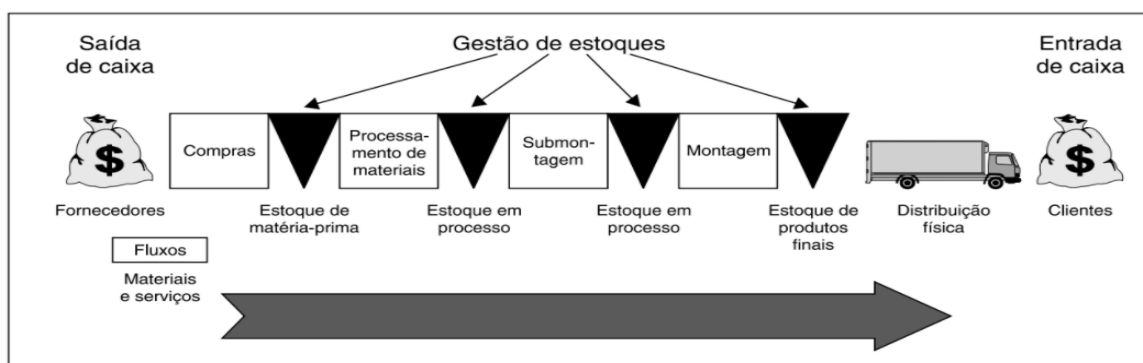 Saída
de caixa
Gestão de estoques
Entrada
de caixa
$
Compras
Processa-
mento de
materiais
Submon-
tagem
Montagem
$
Fornecedores
Estoque de
matéria-prima
Estoque em
processo
Estoque em
processo
Estoque de
produtos
finais
Distribuição
física
Clientes
Fluxos
Materiais
e serviços